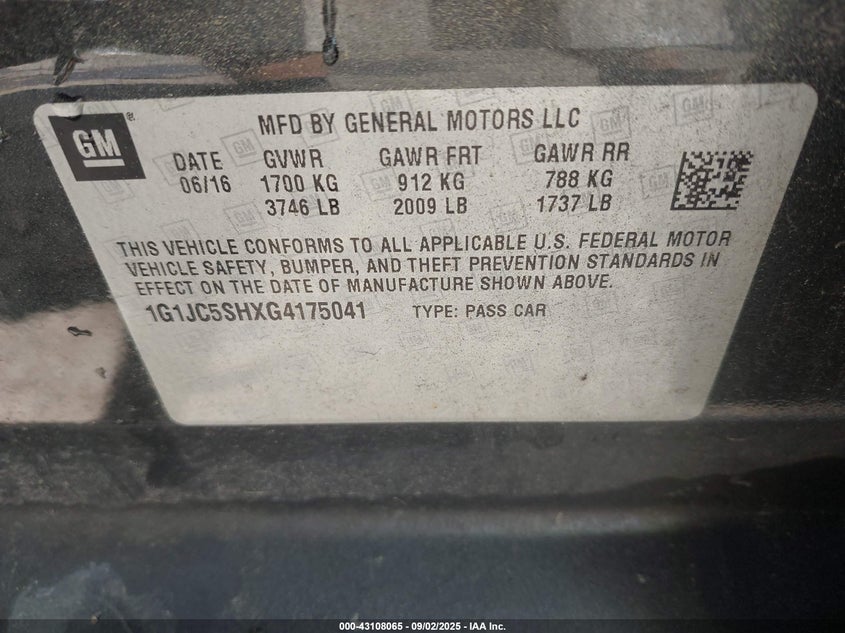 GM
MFD BY GENERAL MOTORS LLC
DATE GVWR GAWR FRT GAWR RR
06/16 1700 KG 912 KG 788 KG
3746 LB 2009 LB 1737 LB
THIS VEHICLE CONFORMS TO ALL APPLICABLE U.S. FEDERAL MOTOR
VEHICLE SAFETY, BUMPER, AND THEFT PREVENTION STANDARDS IN
EFFECT ON THE DATE OF MANUFACTURE SHOWN ABOVE.
1G1JC5SHXG4175041 TYPE: PASS CAR
000-43108065 - 09/02/2025 - IAA Inc.